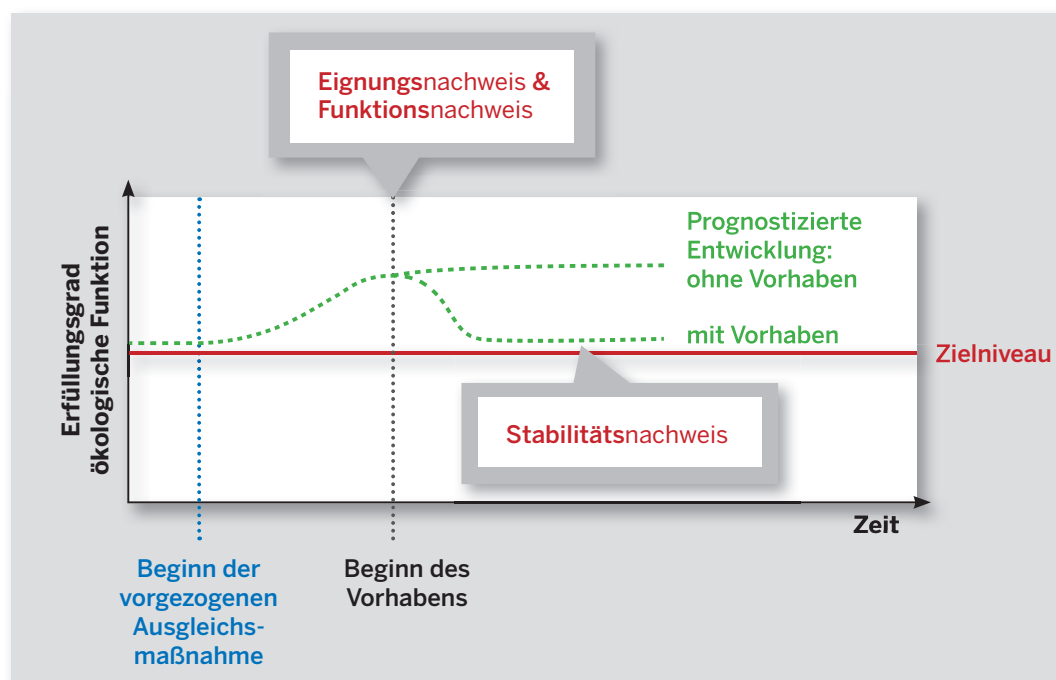 Eignungsnachweis &
Funktionsnachweis
Erfüllungsgrad
ökologische Funktion
Prognostizierte
Entwicklung:
ohne Vorhaben
mit Vorhaben
Zielniveau
Stabilitätsnachweis
Zeit
Beginn der
vorgezogenen
Ausgleichs-
maßnahme
Beginn des
Vorhabens